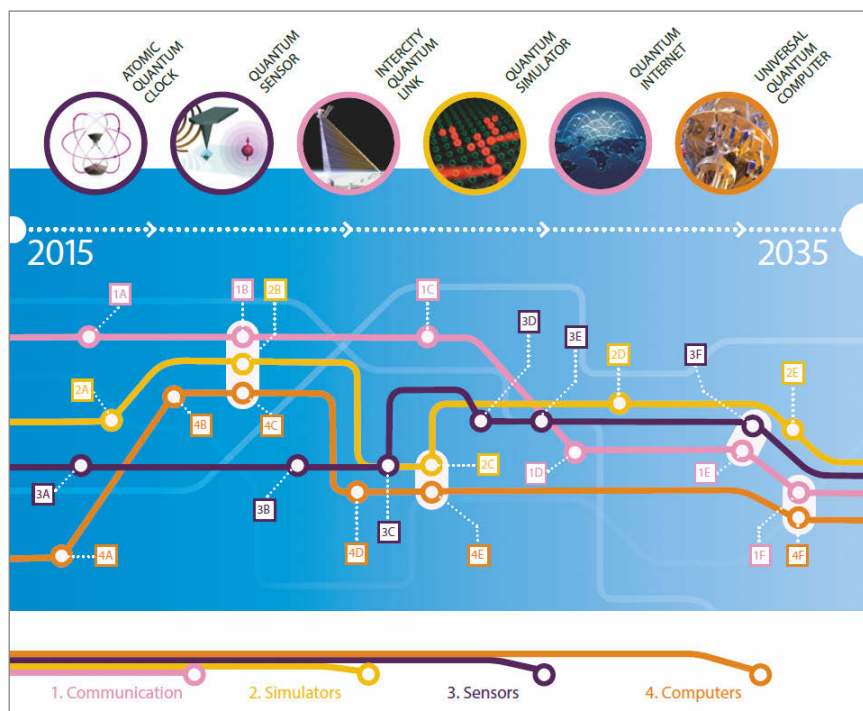 ATOMIC
QUANTUM
CLOCK
QUANTUM
SENSOR
INTERCITY
QUANTUM
LINK
QUANTUM
SIMULATOR
QUANTUM
INTERNET
UNIVERSAL
QUANTUM
COMPUTER
2015
2035
1A
1B
2B
1C
3D
3E
2D
3F
2E
2A
4B
4C
3A
3B
3C
2C
1D
1E
4A
4D
4E
1F
4F
1. Communication
2. Simulators
3. Sensors
4. Computers